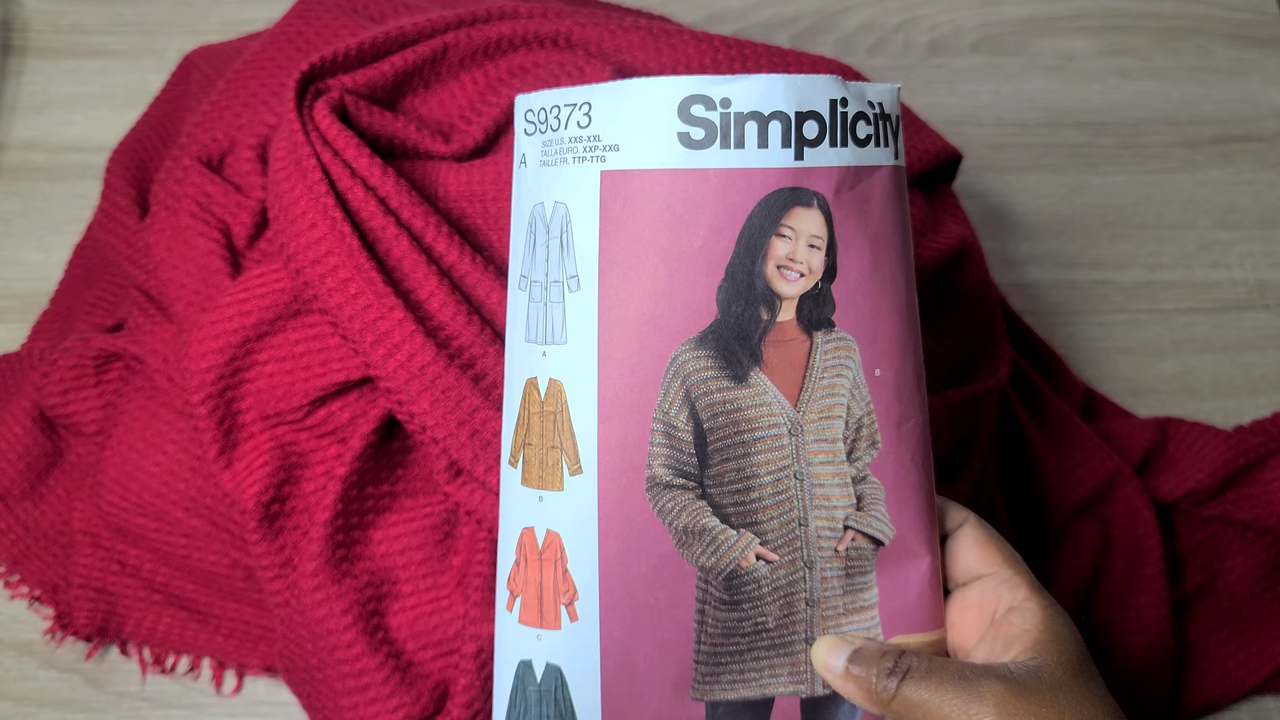 S9373
Simplicity
A
SIZE U.S. XXS-XXL
TALLA EURO. XXP-XXG
TAILLE FR. TTP-TTG
A
B
C
B